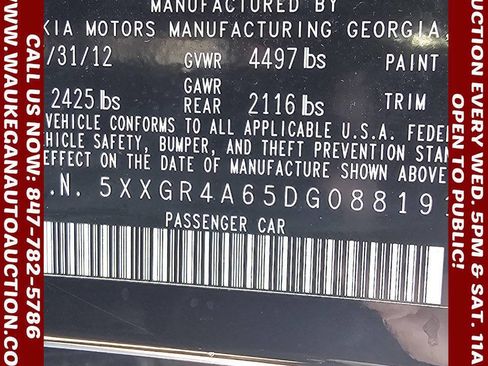 MANUFACTURED BY
KIA MOTORS MANUFACTURING GEORGIA,
/31/12 GVWR 4497 lbs PAINT
2425 lbs GAWR REAR 2116 lbs TRIM
VEHICLE CONFORMS TO ALL APPLICABLE U.S.A. FEDE
VEHICLE SAFETY, BUMPER, AND THEFT PREVENTION STA
EFFECT ON THE DATE OF MANUFACTURE SHOWN ABOVE
.N. 5XXGR4A65DG08819
PASSENGER CAR
WWW.WAUKEGANAUTOAUCTION.CO
CALL US NOW: 847-782-5786
AUCTION EVERY WED. 5PM & SAT. 11A
OPEN TO PUBLIC!